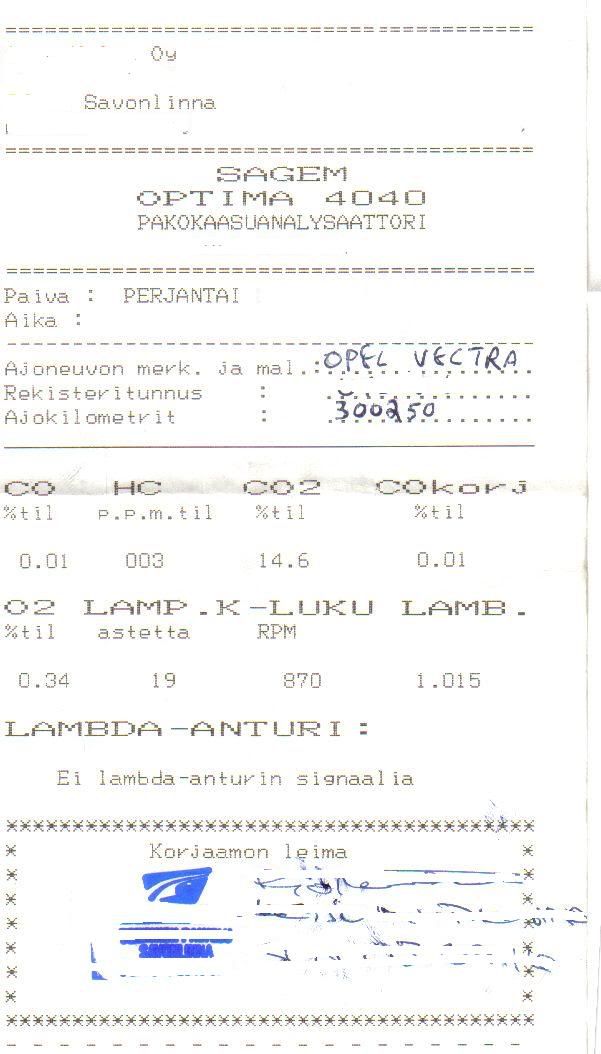 ======================================
Oy
Savonlinna
======================================
SAGEM
OPTIMA 4040
PAKOKAASUANALYSAATTORI
======================================
Paiva : PERJANTAI
Aika :
--------------------------------------
Ajoneuvon merk. ja mal.: OPEL VECTRA
Rekisteritunnus :
Ajokilometrit : 300250
CO HC CO2 COkorj
%til p.p.m.til %til %til
0.01 003 14.6 0.01
O2 LAMP.K-LUKU LAMB.
%til astetta RPM
0.34 19 870 1.015
LAMBDA-ANTURI:
Ei lambda-anturin signaalia
****************************************
* Korjaamon leima *
SAVONLINNA
****************************************